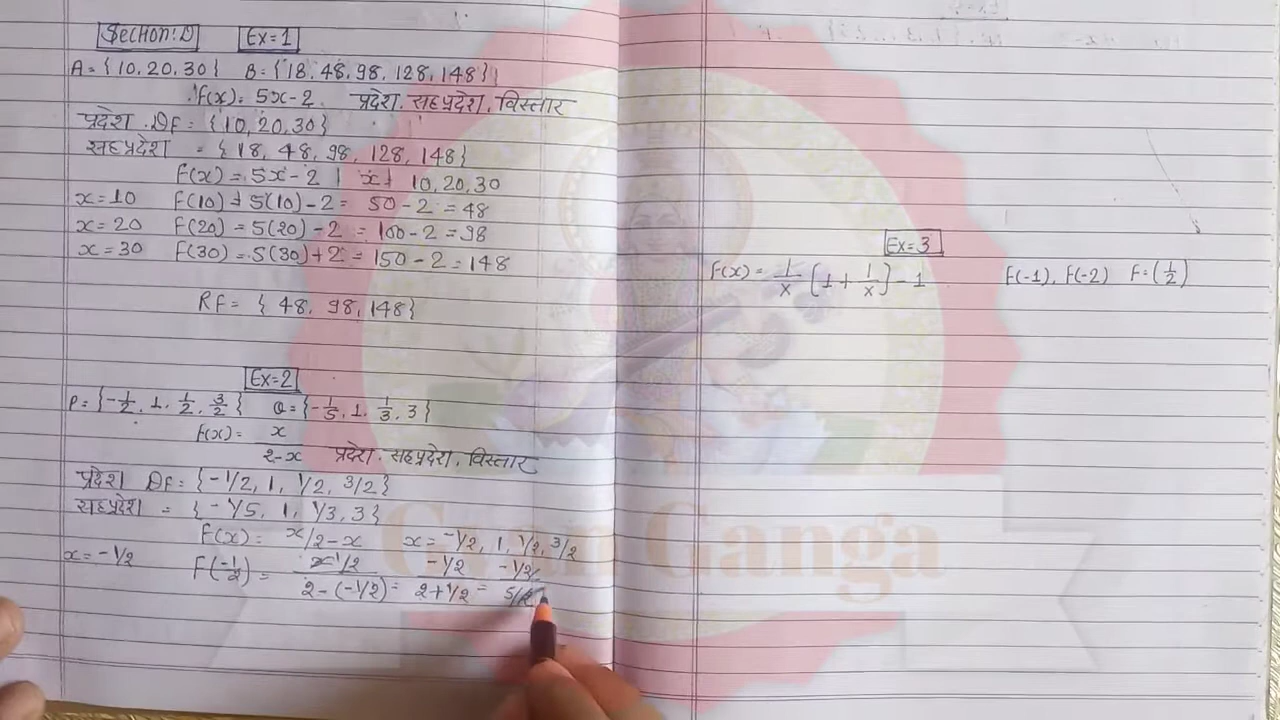 Section: D Ex=1
A = {10, 20, 30} B = {18, 48, 98, 128, 148}
f(x) = 5x-2 प्रदेश, सहप्रदेश, विस्तार
प्रदेश Df = {10, 20, 30}
सहप्रदेश = {18, 48, 98, 128, 148}
f(x) = 5x-2 | x = 10, 20, 30
x=10 F(10) = 5(10) - 2 = 50-2 = 48
x=20 F(20) = 5(20) - 2 = 100-2 = 98
x=30 F(30) = 5(30)+2 = 150-2 = 148
RF = {48, 98, 148}
Ex=2
P = {-1/2, 1, 1/2, 3/2} Q = {-1/5, 1, 1/3, 3}
f(x) = x/2-x प्रदेश, सहप्रदेश, विस्तार
प्रदेश Df = {-1/2, 1, 1/2, 3/2}
सहप्रदेश = {-1/5, 1, 1/3, 3}
F(x) = x/2-x x = -1/2, 1, 1/2, 3/2
x = -1/2 F(-1/2) = 1/2 / 2-(-1/2) = -1/2 / 2+1/2 = -1/2 / 5/2
Ex=3
f(x) = 1/x [1 + 1/x] - 1 F(-1), F(-2) F=(1/2)
Gyan Ganga